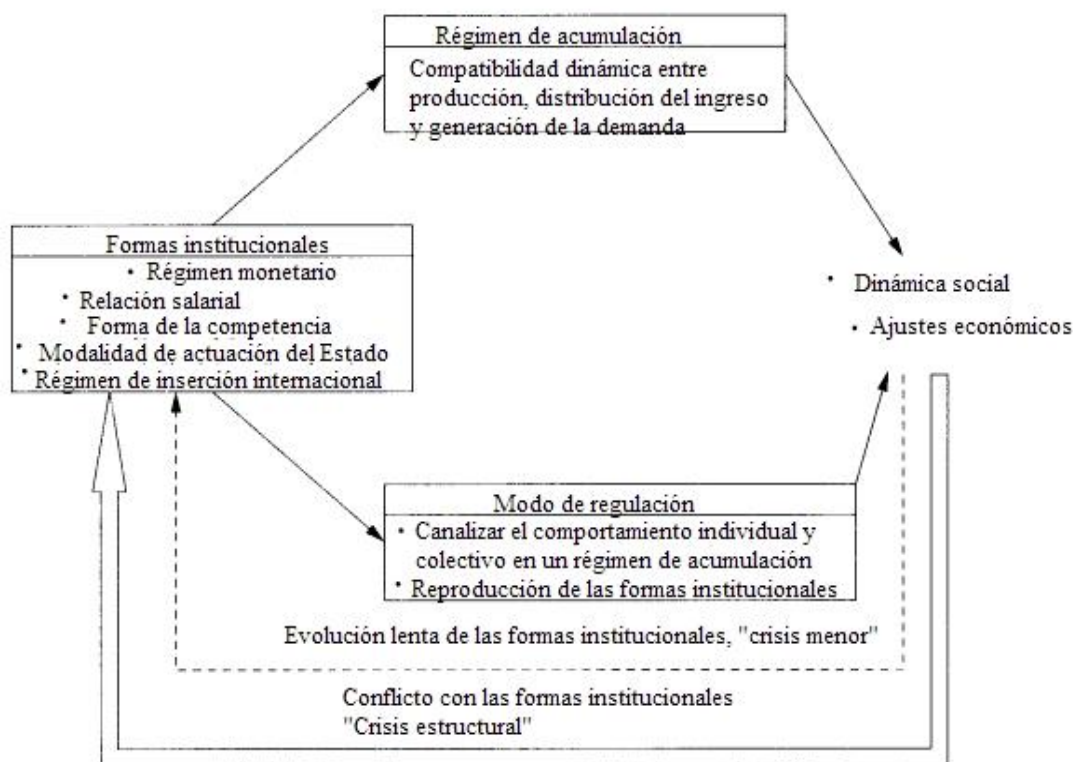 Régimen de acumulación
Compatibilidad dinámica entre
producción, distribución del ingreso
y generación de la demanda
Formas institucionales
• Régimen monetario
• Relación salarial
• Forma de la competencia
• Modalidad de actuación del Estado
• Régimen de inserción internacional
• Dinámica social
• Ajustes económicos
Modo de regulación
• Canalizar el comportamiento individual y
colectivo en un régimen de acumulación
• Reproducción de las formas institucionales
Evolución lenta de las formas institucionales, "crisis menor"
Conflicto con las formas institucionales
"Crisis estructural"